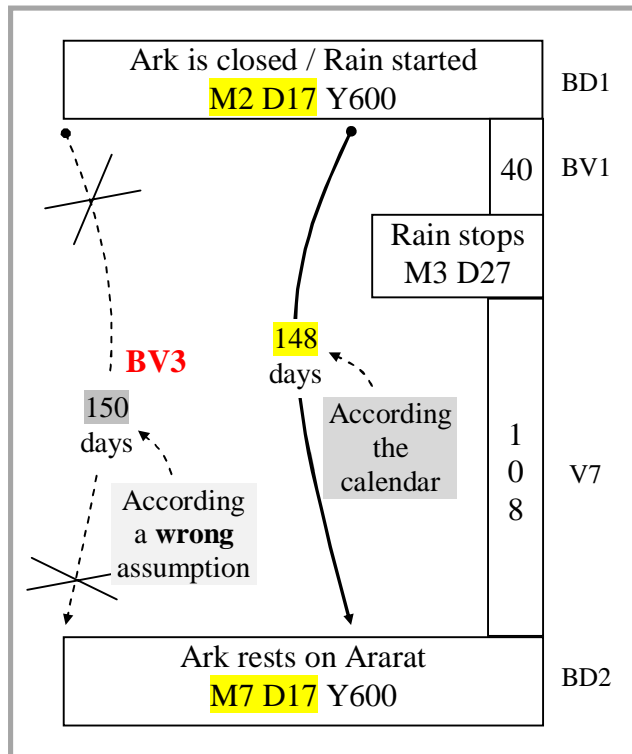 Ark is closed / Rain started
M2 D17 Y600
BD1
40
BV1
Rain stops
M3 D27
148
days
BV3
150
days
According
the
calendar
According
a wrong
assumption
1
0
8
V7
Ark rests on Ararat
M7 D17 Y600
BD2